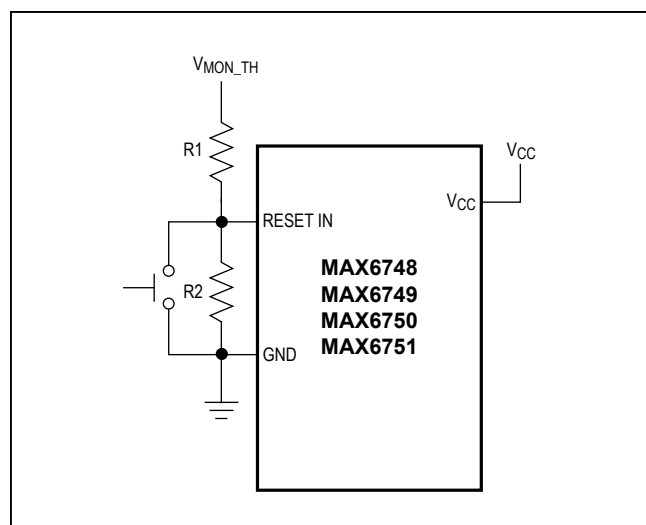 VMON_TH
R1
VCC
VCC
RESET IN
MAX6748
MAX6749
R2
MAX6750
MAX6751
GND